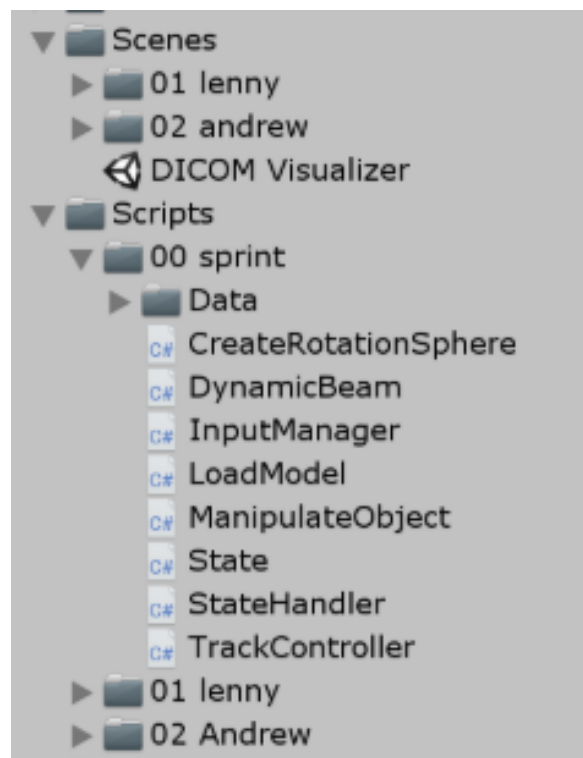 Scenes
01 lenny
02 andrew
DICOM Visualizer
Scripts
00 sprint
Data
C# CreateRotationSphere
C# DynamicBeam
C# InputManager
C# LoadModel
C# ManipulateObject
C# State
C# StateHandler
C# TrackController
01 lenny
02 Andrew